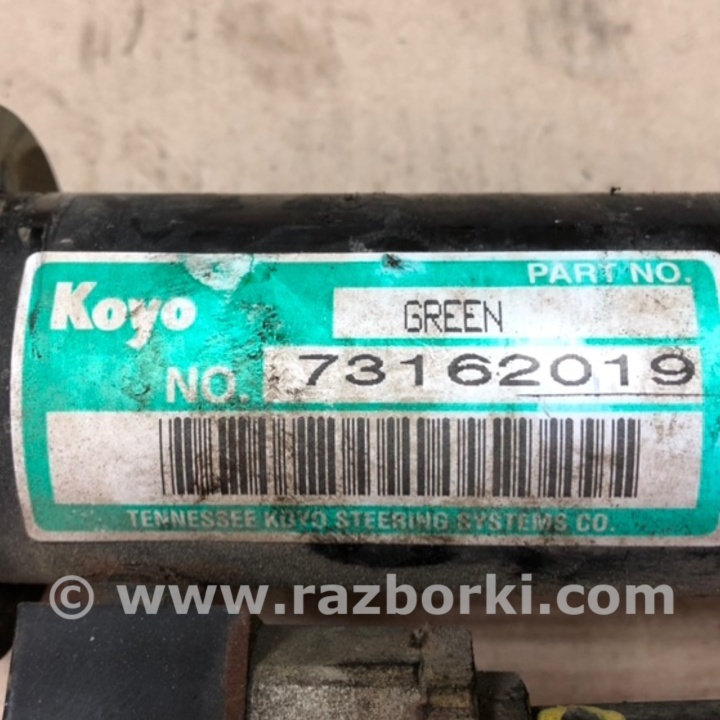 PART NO.
Koyo GREEN
NO. 73162019
TENNESSEE KOYO STEERING SYSTEMS CO.
© www.razborki.com